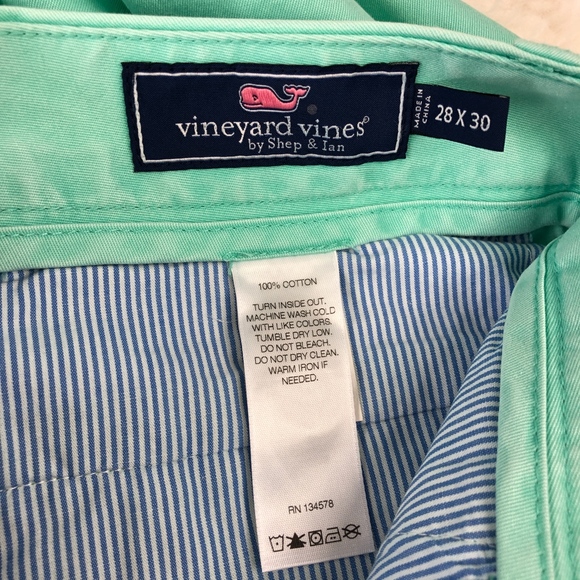 vineyard vines®
by Shep & Ian
MADE IN
CHINA
28 X 30
100% COTTON
TURN INSIDE OUT.
MACHINE WASH COLD
WITH LIKE COLORS.
TUMBLE DRY LOW.
DO NOT BLEACH.
DO NOT DRY CLEAN.
WARM IRON IF
NEEDED.
RN 134578